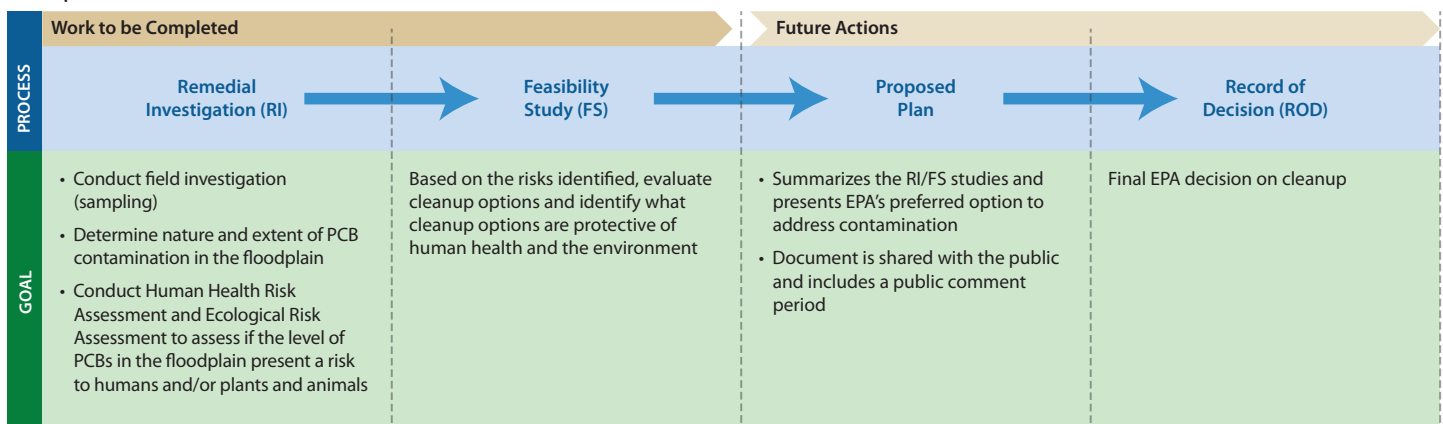 Work to be Completed
Future Actions
PROCESS
Remedial
Investigation (RI)
Feasibility
Study (FS)
Proposed
Plan
Record of
Decision (ROD)
GOAL
• Conduct field investigation
(sampling)
• Determine nature and extent of PCB
contamination in the floodplain
• Conduct Human Health Risk
Assessment and Ecological Risk
Assessment to assess if the level of
PCBs in the floodplain present a risk
to humans and/or plants and animals
Based on the risks identified, evaluate
cleanup options and identify what
cleanup options are protective of
human health and the environment
• Summarizes the RI/FS studies and
presents EPA’s preferred option to
address contamination
• Document is shared with the public
and includes a public comment
period
Final EPA decision on cleanup